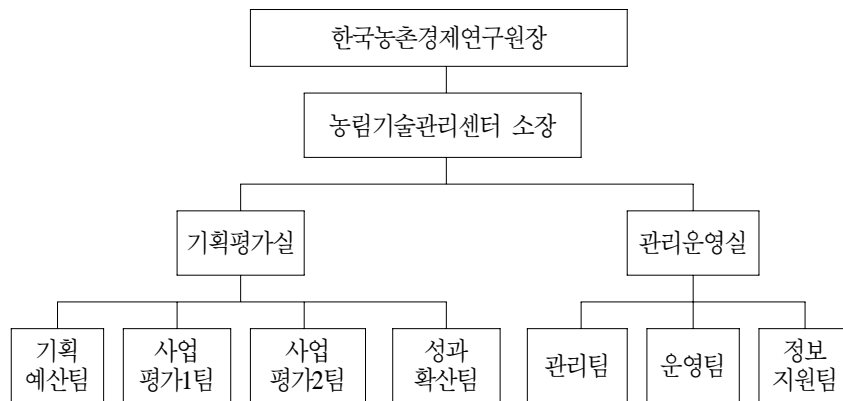 한국농촌경제연구원장
농림기술관리센터 소장
기획평가실
관리운영실
기획
예산팀
사업
평가1팀
사업
평가2팀
성과
확산팀
관리팀
운영팀
정보
지원팀